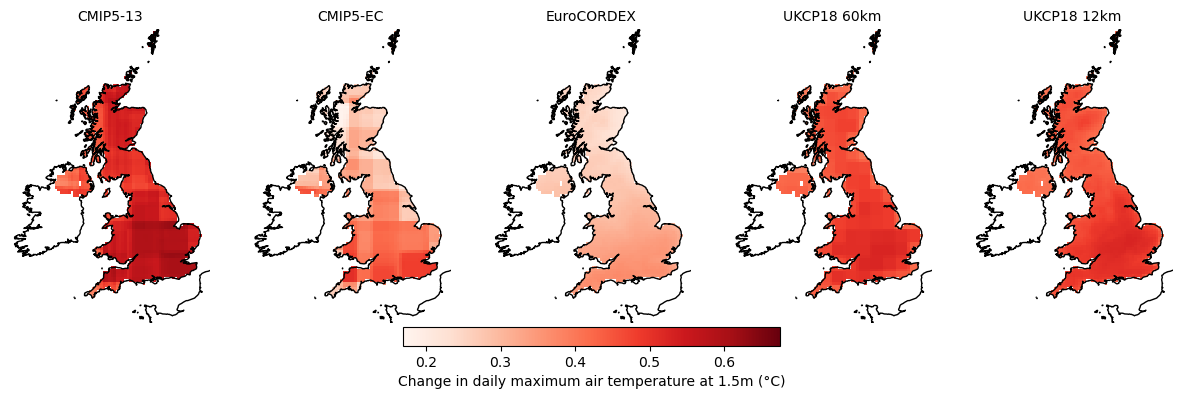 CMIP5-13
CMIP5-EC
EuroCORDEX
UKCP18 60km
UKCP18 12km
0.2
0.3
0.4
0.5
0.6
Change in daily maximum air temperature at 1.5m (°C)